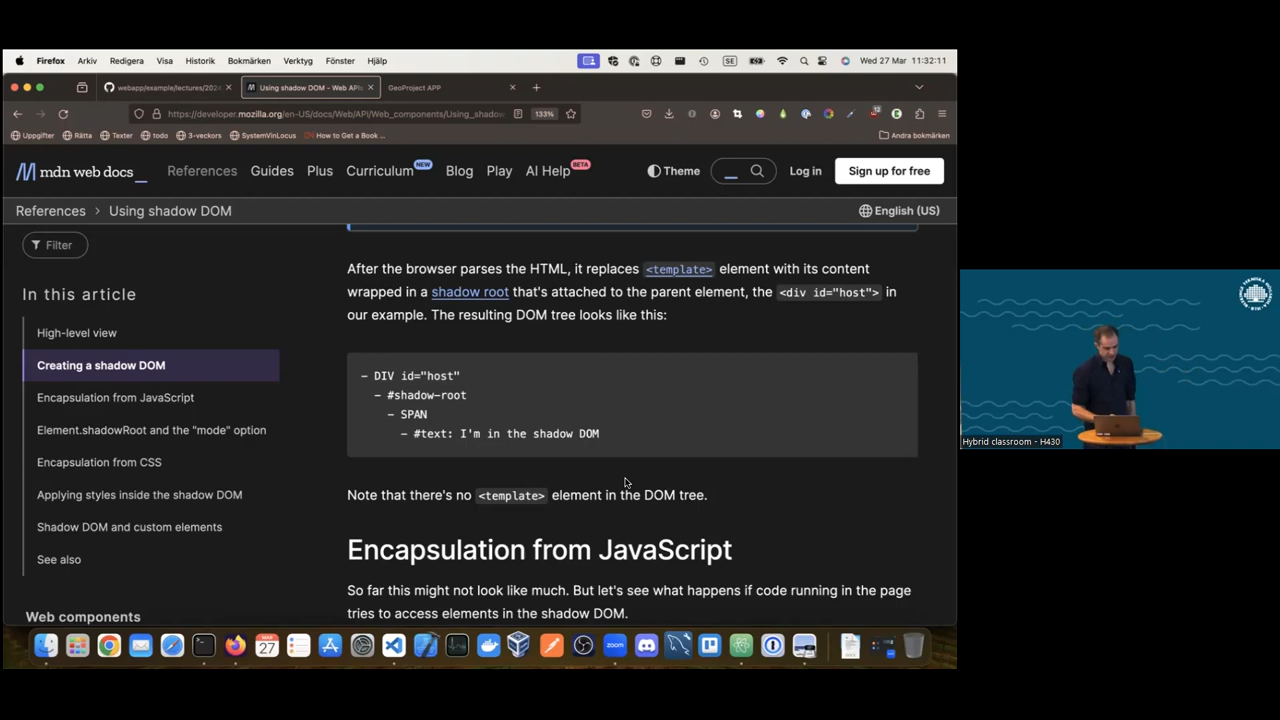 Firefox Arkiv Redigera Visa Historik Bokmärken Verktyg Fönster Hjälp SE Wed 27 Mar 11:32:11
webapp/example/lectures/2024 Using shadow DOM - Web APIs GeoProject APP
https://developer.mozilla.org/en-US/docs/Web/API/Web_components/Using_shadow 133% 12
Uppgifter Rätta Texter todo 3-veckors SystemVinLocus How to Get a Book ... Andra bokmärken
mdn web docs References Guides Plus Curriculum NEW Blog Play AI Help BETA Theme Log in Sign up for free
References > Using shadow DOM English (US)
Filter
In this article
High-level view
Creating a shadow DOM
Encapsulation from JavaScript
Element.shadowRoot and the "mode" option
Encapsulation from CSS
Applying styles inside the shadow DOM
Shadow DOM and custom elements
See also
Web components
After the browser parses the HTML, it replaces <template> element with its content
wrapped in a shadow root that's attached to the parent element, the <div id="host"> in
our example. The resulting DOM tree looks like this:
- DIV id="host"
- #shadow-root
- SPAN
- #text: I'm in the shadow DOM
Note that there's no <template> element in the DOM tree.
Encapsulation from JavaScript
So far this might not look like much. But let's see what happens if code running in the page
tries to access elements in the shadow DOM.
MAR
27
zoom
Hybrid classroom - H430